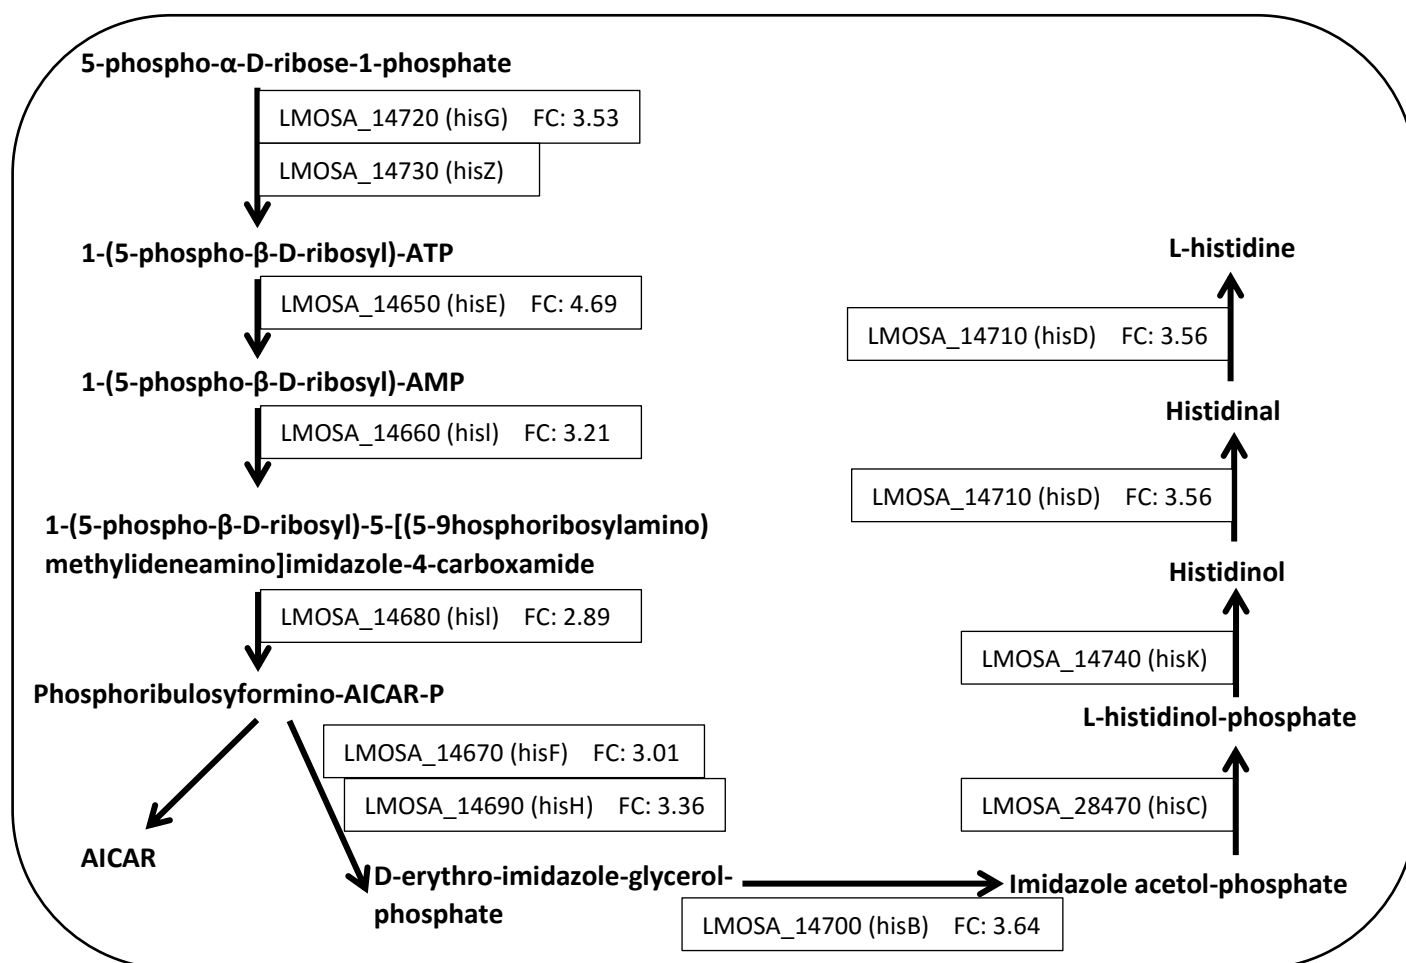 5-phospho-α-D-ribose-1-phosphate
LMOSA_14720 (hisG) FC: 3.53
LMOSA_14730 (hisZ)
1-(5-phospho-β-D-ribosyl)-ATP
LMOSA_14650 (hisE) FC: 4.69
1-(5-phospho-β-D-ribosyl)-AMP
LMOSA_14660 (hisI) FC: 3.21
1-(5-phospho-β-D-ribosyl)-5-[(5-9hosphoribosylamino)
methylideneamino]imidazole-4-carboxamide
LMOSA_14680 (hisI) FC: 2.89
Phosphoribulosyformino-AICAR-P
LMOSA_14670 (hisF) FC: 3.01
LMOSA_14690 (hisH) FC: 3.36
AICAR
D-erythro-imidazole-glycerol-
phosphate
LMOSA_14700 (hisB) FC: 3.64
Imidazole acetol-phosphate
LMOSA_28470 (hisC)
L-histidinol-phosphate
LMOSA_14740 (hisK)
Histidinol
LMOSA_14710 (hisD) FC: 3.56
Histidinal
LMOSA_14710 (hisD) FC: 3.56
L-histidine